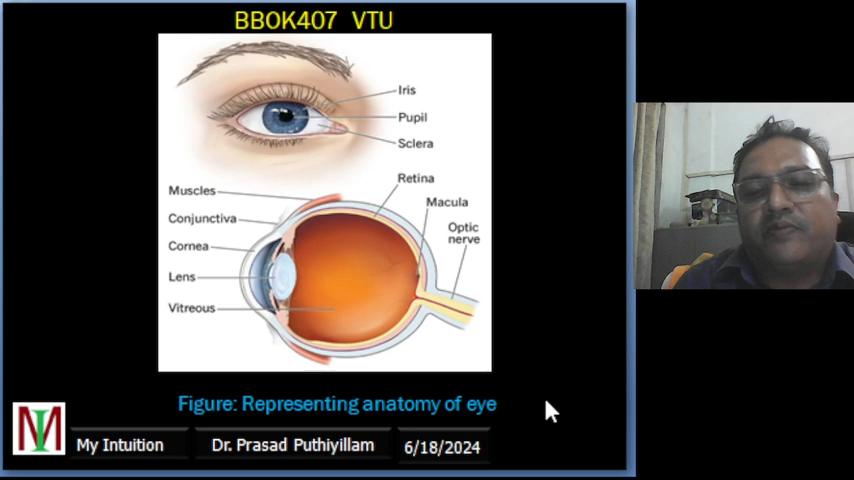 BBOK407 VTU
Iris
Pupil
Sclera
Retina
Muscles
Macula
Conjunctiva
Optic
nerve
Cornea
Lens
Vitreous
Figure: Representing anatomy of eye
MI
My Intuition
Dr. Prasad Puthiyillam
6/18/2024